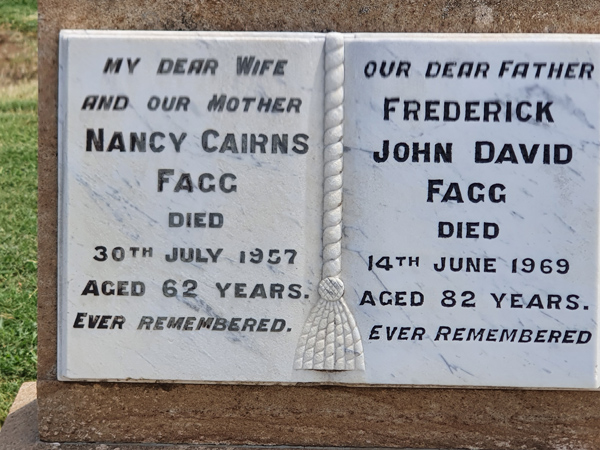 MY DEAR WIFE
AND OUR MOTHER
NANCY CAIRNS
FAGG
DIED
30TH JULY 1957
AGED 62 YEARS.
EVER REMEMBERED.
OUR DEAR FATHER
FREDERICK
JOHN DAVID
FAGG
DIED
14TH JUNE 1969
AGED 82 YEARS.
EVER REMEMBERED